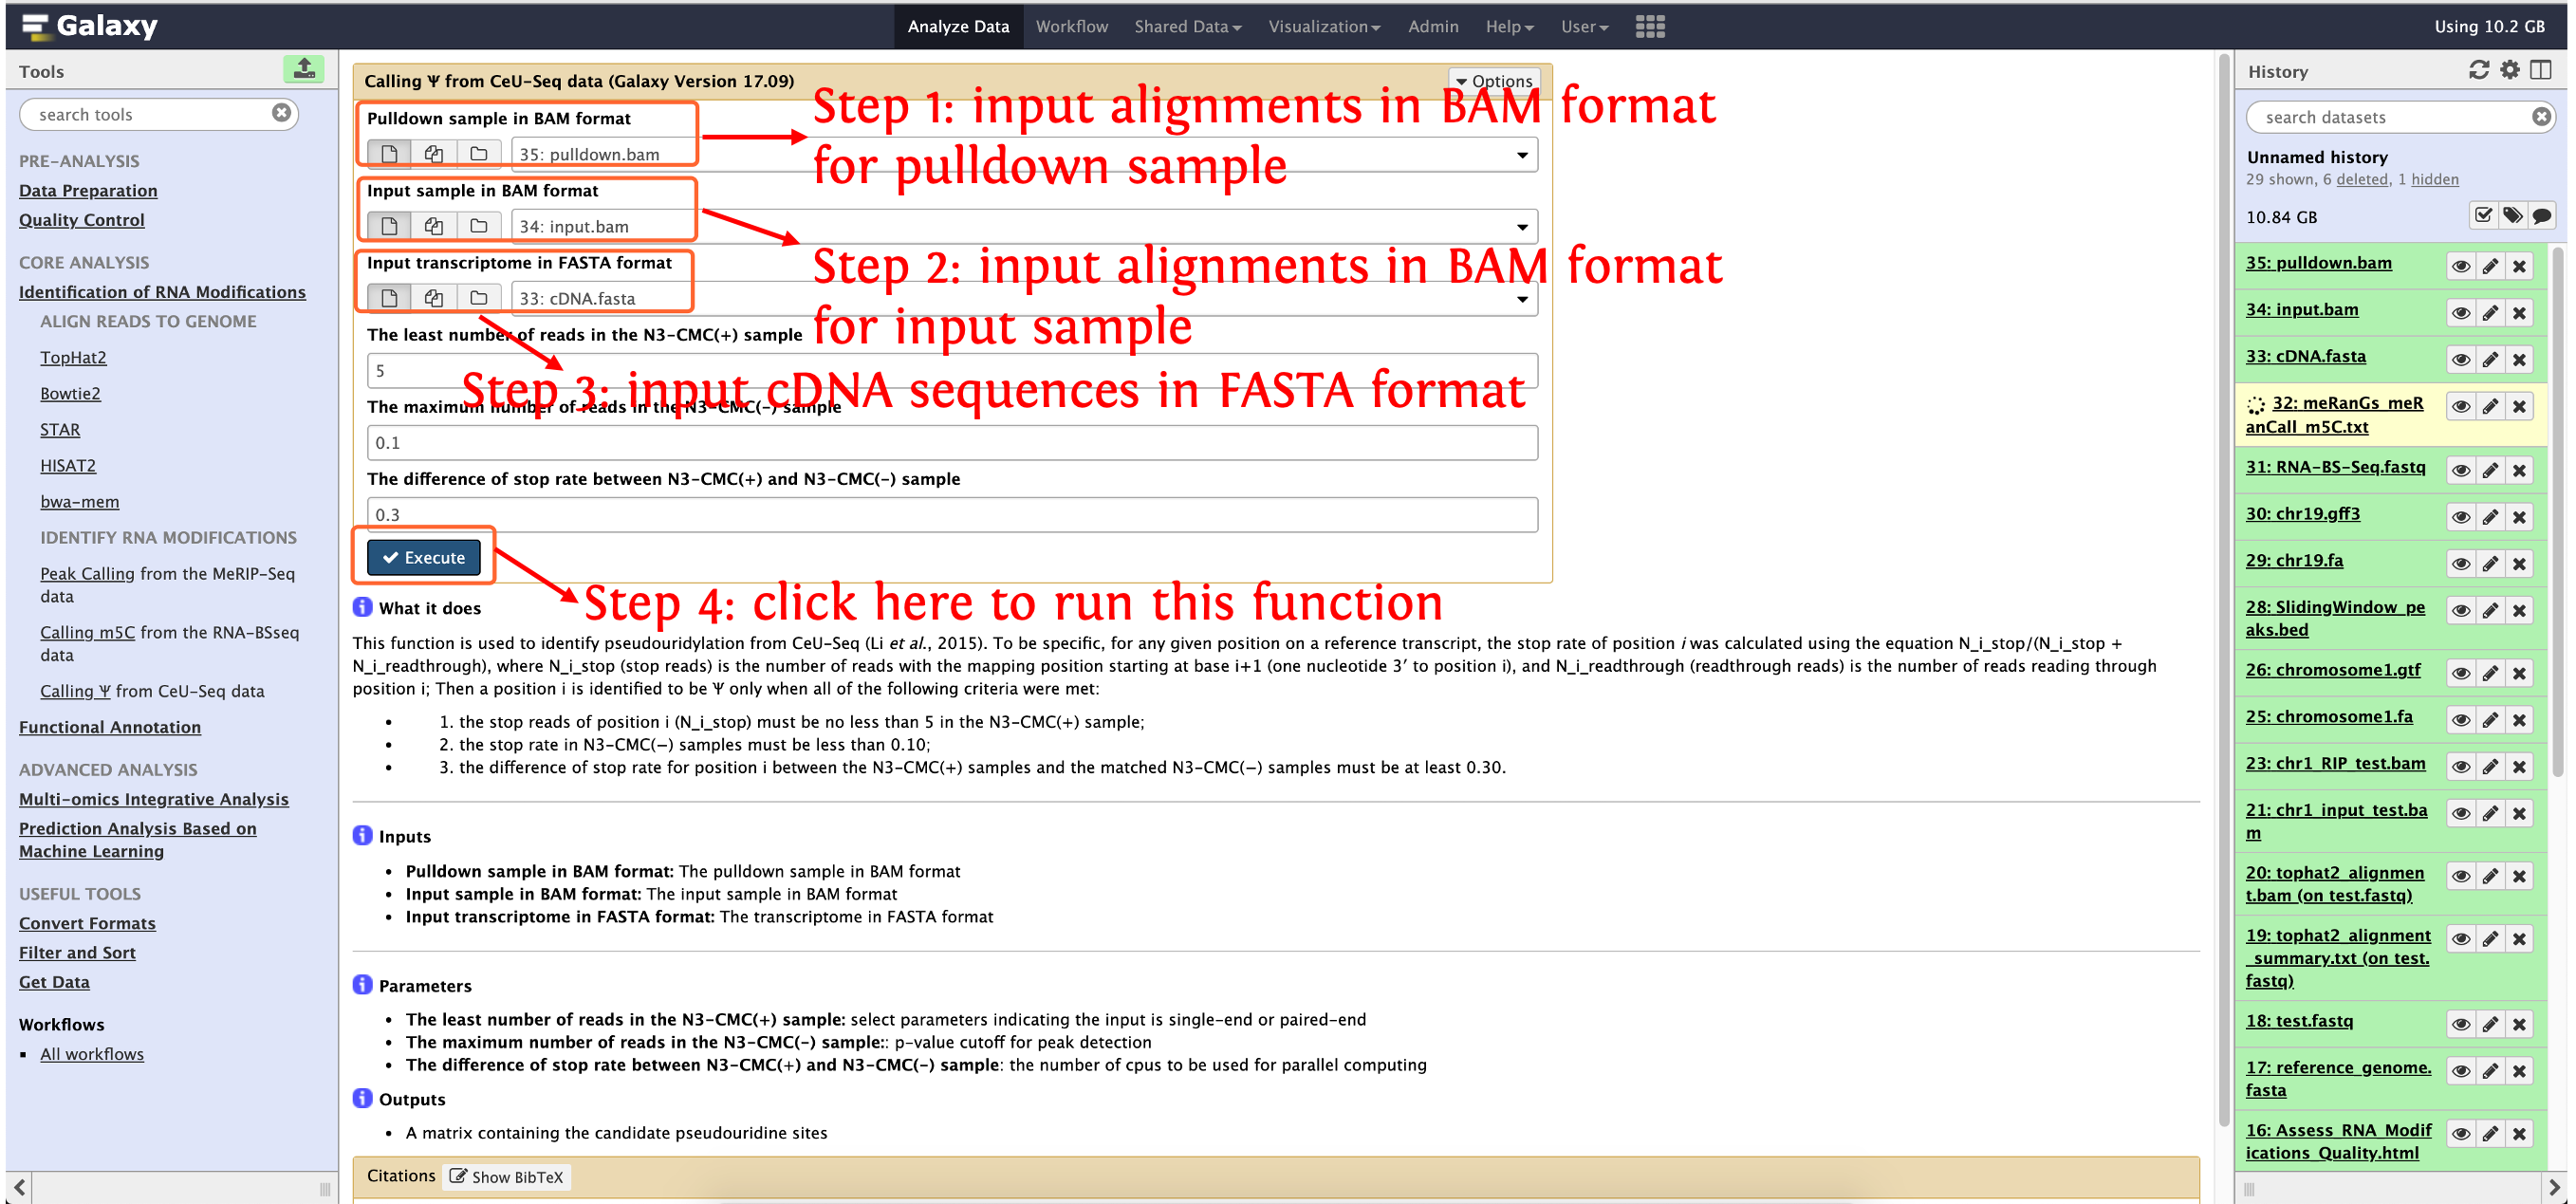 Galaxy
Analyze Data
Workflow
Shared Data
Visualization
Admin
Help
User
Using 10.2 GB
Tools
search tools
PRE-ANALYSIS
Data Preparation
Quality Control
CORE ANALYSIS
Identification of RNA Modifications
ALIGN READS TO GENOME
TopHat2
Bowtie2
STAR
HISAT2
bwa-mem
IDENTIFY RNA MODIFICATIONS
Peak Calling from the MeRIP-Seq
data
Calling m5C from the RNA-BSseq
data
Calling Ψ from CeU-Seq data
Functional Annotation
ADVANCED ANALYSIS
Multi-omics Integrative Analysis
Prediction Analysis Based on
Machine Learning
USEFUL TOOLS
Convert Formats
Filter and Sort
Get Data
Workflows
All workflows
Calling Ψ from CeU-Seq data (Galaxy Version 17.09)
Options
Pulldown sample in BAM format
35: pulldown.bam
Step 1: input alignments in BAM format
for pulldown sample
Input sample in BAM format
34: input.bam
Step 2: input alignments in BAM format
for input sample
Input transcriptome in FASTA format
33: cDNA.fasta
The least number of reads in the N3-CMC(+) sample
5
Step 3: input cDNA sequences in FASTA format
The maximum number of reads in the N3-CMC(-) sample
0.1
The difference of stop rate between N3-CMC(+) and N3-CMC(-) sample
0.3
Execute
Step 4: click here to run this function
What it does
This function is used to identify pseudouridylation from CeU-Seq (Li et al., 2015). To be specific, for any given position on a reference transcript, the stop rate of position i was calculated using the equation N_i_stop/(N_i_stop +
N_i_readthrough), where N_i_stop (stop reads) is the number of reads with the mapping position starting at base i+1 (one nucleotide 3′ to position i), and N_i_readthrough (readthrough reads) is the number of reads reading through
position i; Then a position i is identified to be Ψ only when all of the following criteria were met:
• 1. the stop reads of position i (N_i_stop) must be no less than 5 in the N3-CMC(+) sample;
• 2. the stop rate in N3-CMC(−) samples must be less than 0.10;
• 3. the difference of stop rate for position i between the N3-CMC(+) samples and the matched N3-CMC(−) samples must be at least 0.30.
Inputs
• Pulldown sample in BAM format: The pulldown sample in BAM format
• Input sample in BAM format: The input sample in BAM format
• Input transcriptome in FASTA format: The transcriptome in FASTA format
Parameters
• The least number of reads in the N3-CMC(+) sample: select parameters indicating the input is single-end or paired-end
• The maximum number of reads in the N3-CMC(-) sample:: p-value cutoff for peak detection
• The difference of stop rate between N3-CMC(+) and N3-CMC(-) sample: the number of cpus to be used for parallel computing
Outputs
• A matrix containing the candidate pseudouridine sites
Citations
Show BibTeX
History
search datasets
Unnamed history
29 shown, 6 deleted, 1 hidden
10.84 GB
35: pulldown.bam
34: input.bam
33: cDNA.fasta
32: meRanGs_meR
anCall_m5C.txt
31: RNA-BS-Seq.fastq
30: chr19.gff3
29: chr19.fa
28: SlidingWindow_pe
aks.bed
26: chromosome1.gtf
25: chromosome1.fa
23: chr1_RIP_test.bam
21: chr1_input_test.ba
m
20: tophat2_alignmen
t.bam (on test.fastq)
19: tophat2_alignment
_summary.txt (on test.
fastq)
18: test.fastq
17: reference_genome.
fasta
16: Assess_RNA_Modif
ications_Quality.html